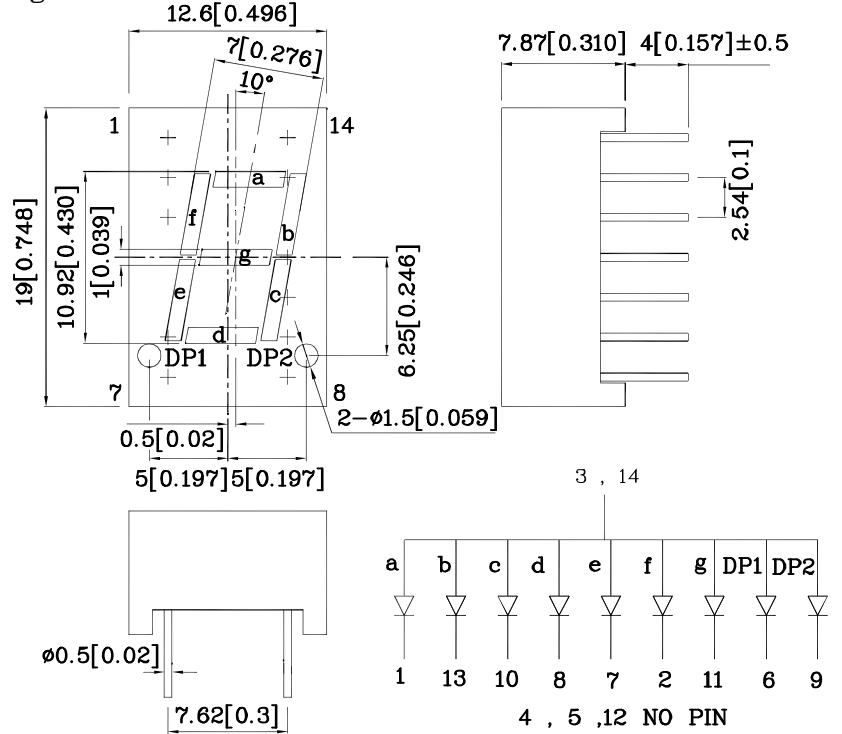 12.6[0.496]
7[0.276]
10°
1
14
a
f
b
g
e
c
d
DP1
DP2
7
8
19[0.748]
10.92[0.430]
1[0.039]
6.25[0.246]
2-ø1.5[0.059]
0.5[0.02]
5[0.197]5[0.197]
7.87[0.310] 4[0.157]±0.5
2.54[0.1]
ø0.5[0.02]
7.62[0.3]
3 , 14
a b c d e f g DP1 DP2
1 13 10 8 7 2 11 6 9
4 , 5 ,12 NO PIN